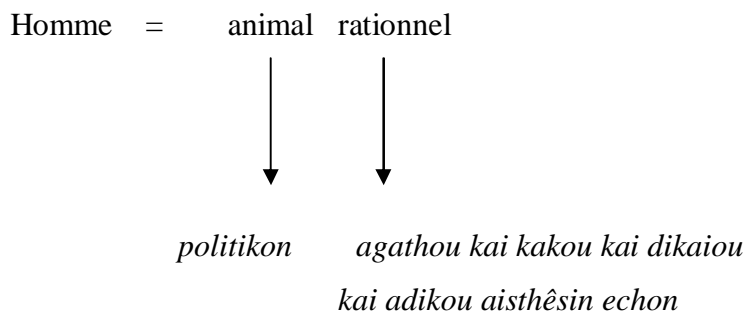 Homme = animal rationnel
politikon agathou kai kakou kai dikaiou
kai adikou aisthêsin echon